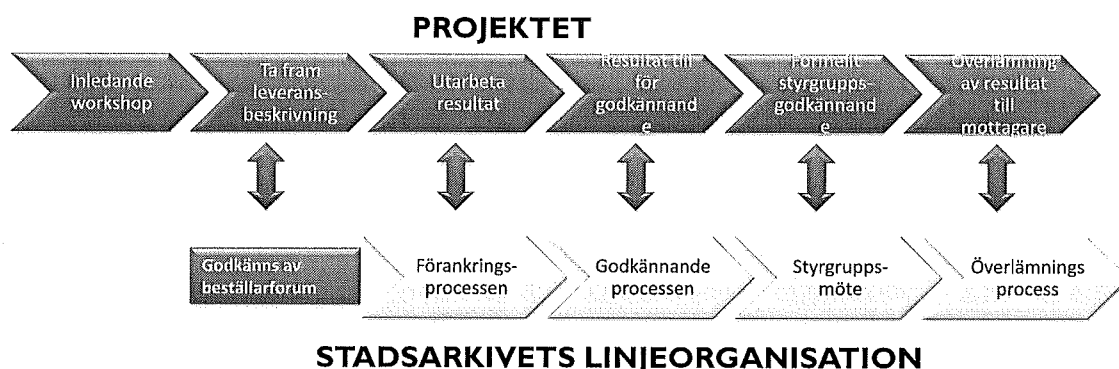 PROJEKTET
Inledande
workshop
Ta fram
leverans-
beskrivning
Utarbeta
resultat
Resultat till
för
godkännand
e
Formellt
styrgrupps-
godkännand
e
Överlämning
av resultat
till
mottagare
Godkänns av
beställarforum
Förankrings-
processen
Godkännande
processen
Styrgrupps-
möte
Överlämnings
process
STADSARKIVETS LINJEORGANISATION